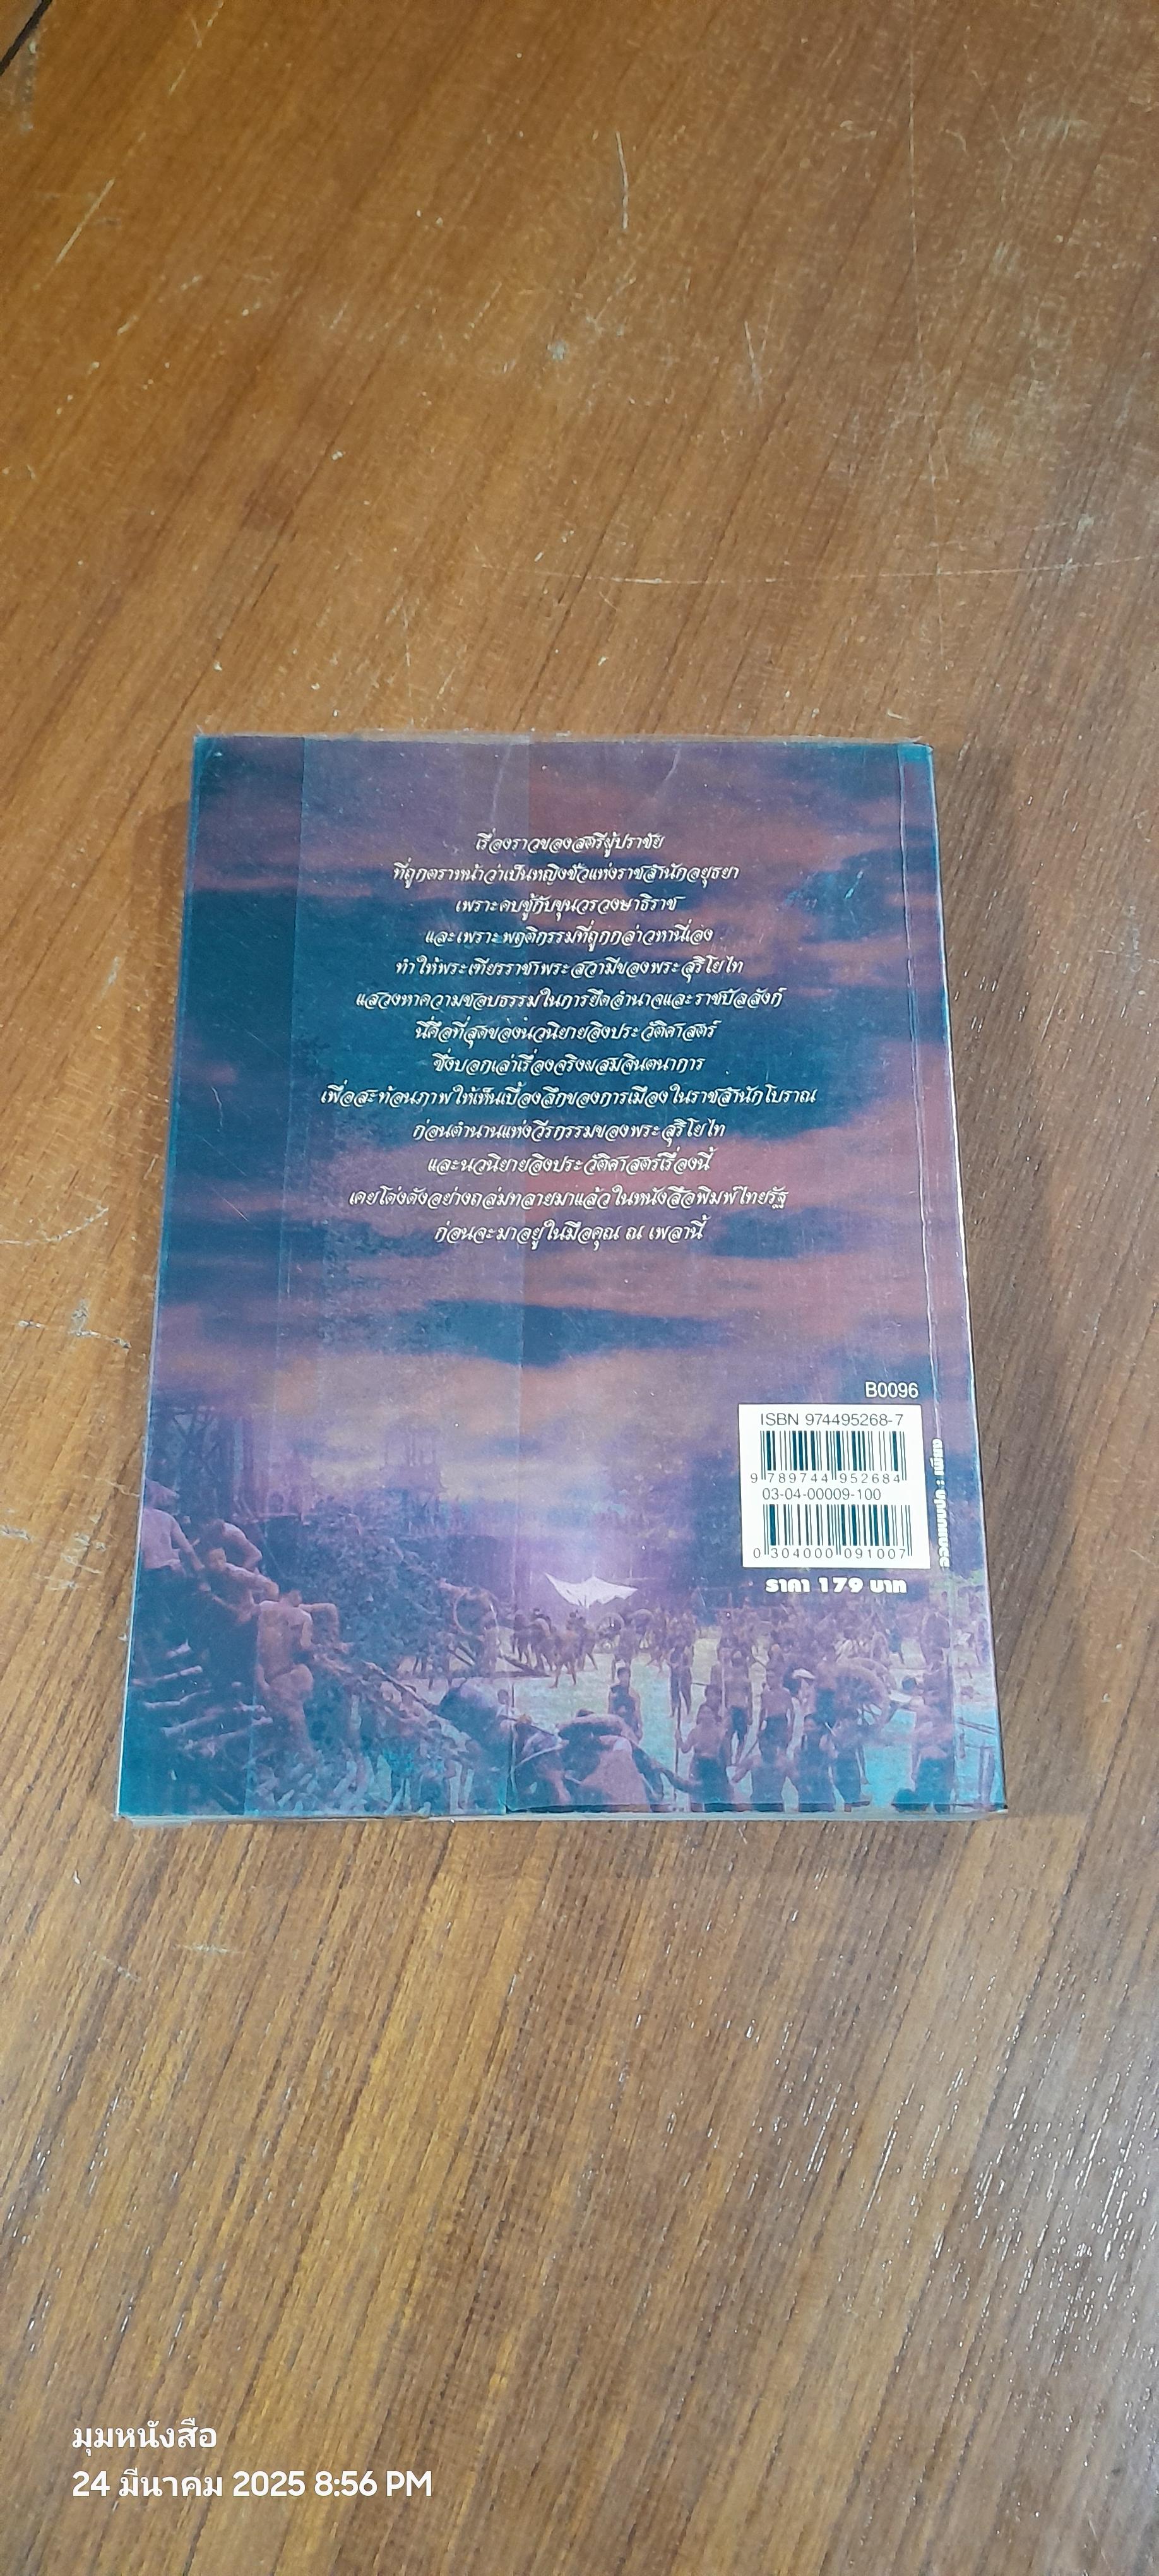 เรื่องราวของสตรีผู้ปราชัย
ที่ถูกตราหน้าว่าเป็นหญิงชั่วแห่งราชสำนักอยุธยา
เพราะคบชู้กับขุนวรวงษาธิราช
และเพราะพฤติกรรมที่ถูกกล่าวหานี่เอง
ทำให้พระเทียรราชาพระสวามีของพระสุริโยไท
แสวงหาความชอบธรรมในการยึดอำนาจและราชบัลลังก์
นี่คือที่สุดของนวนิยายอิงประวัติศาสตร์
ซึ่งบอกเล่าเรื่องจริงผสมจินตนาการ
เพื่อสะท้อนภาพให้เห็นเบื้องลึกของการเมืองในราชสำนักโบราณ
ก่อนตำนานแห่งวีรกรรมของพระสุริโยไท
และนวนิยายอิงประวัติศาสตร์เรื่องนี้
เคยโด่งดังอย่างถล่มทลายมาแล้วในหนังสือพิมพ์ไทยรัฐ
ก่อนจะมาอยู่ในมือคุณ ณ เพลานี้
B0096
ISBN 974495268-7
9 789744 952684
03-04-00009-100
0 304000 091007
ราคา 179 บาท
ออกแบบปก : เพียว
มุมหนังสือ
24 มีนาคม 2025 8:56 PM